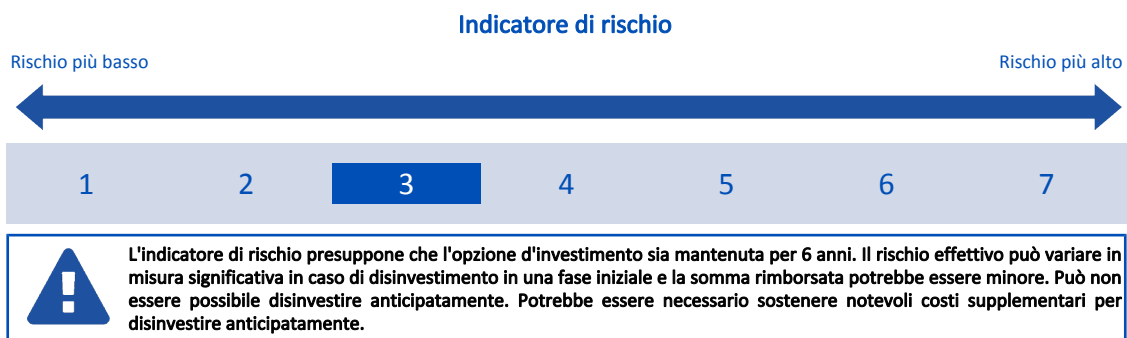 Indicatore di rischio
Rischio più basso
Rischio più alto
1 2 3 4 5 6 7
L'indicatore di rischio presuppone che l'opzione d'investimento sia mantenuta per 6 anni. Il rischio effettivo può variare in
misura significativa in caso di disinvestimento in una fase iniziale e la somma rimborsata potrebbe essere minore. Può non
essere possibile disinvestire anticipatamente. Potrebbe essere necessario sostenere notevoli costi supplementari per
disinvestire anticipatamente.